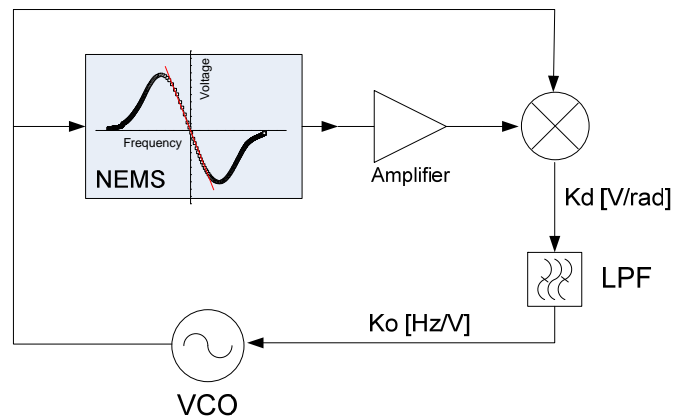 Voltage
Frequency
NEMS
Amplifier
Kd [V/rad]
LPF
Ko [Hz/V]
VCO